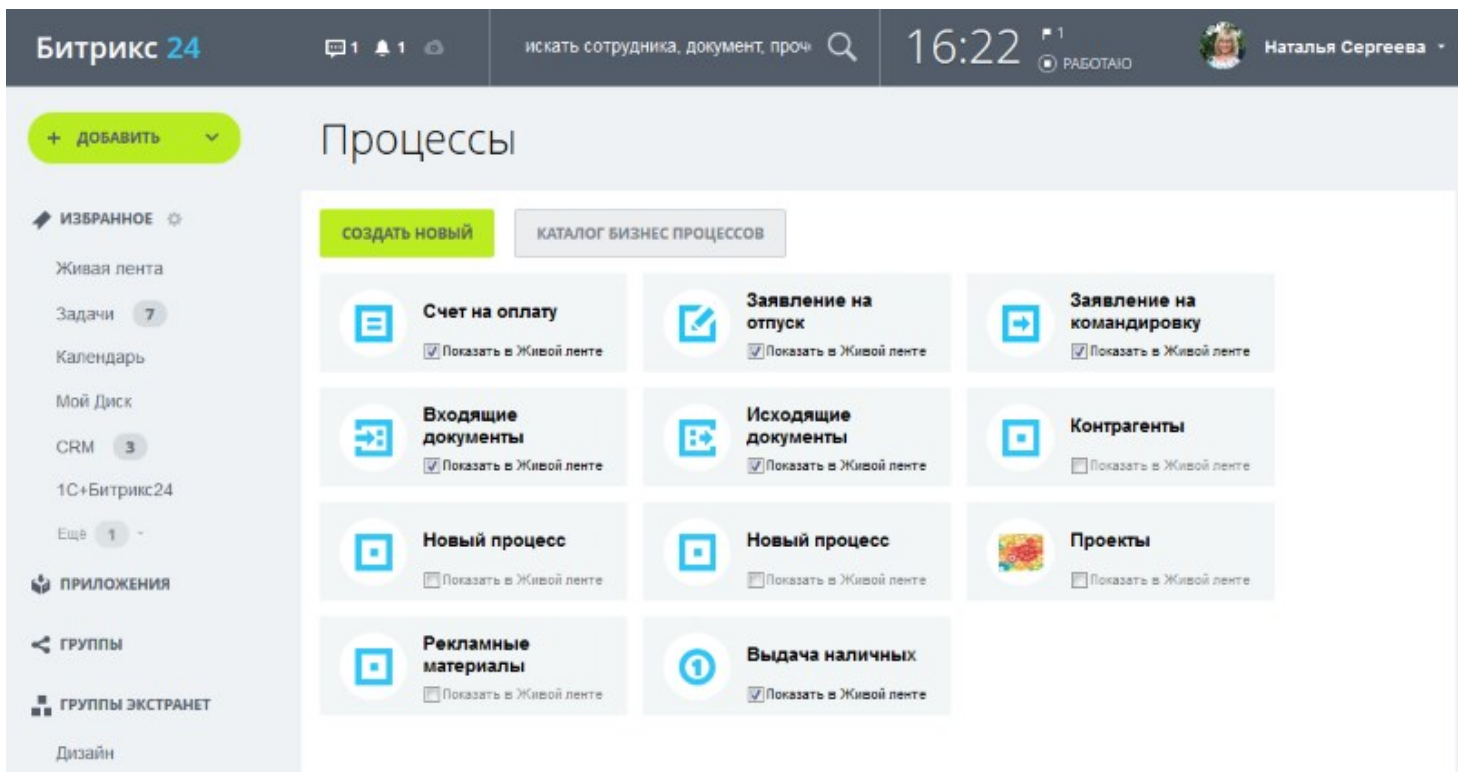 Битрикс 24
1 1
искать сотрудника, документ, проч
16:22
1
РАБОТАЮ
Наталья Сергеева
+ ДОБАВИТЬ
Процессы
ИЗБРАННОЕ
Живая лента
Задачи 7
Календарь
Мой Диск
CRM 3
1С+Битрикс24
Ещё 1
ПРИЛОЖЕНИЯ
ГРУППЫ
ГРУППЫ ЭКСТРАНЕТ
Дизайн
СОЗДАТЬ НОВЫЙ
КАТАЛОГ БИЗНЕС ПРОЦЕССОВ
Счет на оплату
Показать в Живой ленте
Заявление на
отпуск
Показать в Живой ленте
Заявление на
командировку
Показать в Живой ленте
Входящие
документы
Показать в Живой ленте
Исходящие
документы
Показать в Живой ленте
Контрагенты
Показать в Живой ленте
Новый процесс
Показать в Живой ленте
Новый процесс
Показать в Живой ленте
Проекты
Показать в Живой ленте
Рекламные
материалы
Показать в Живой ленте
1
Выдача наличных
Показать в Живой ленте